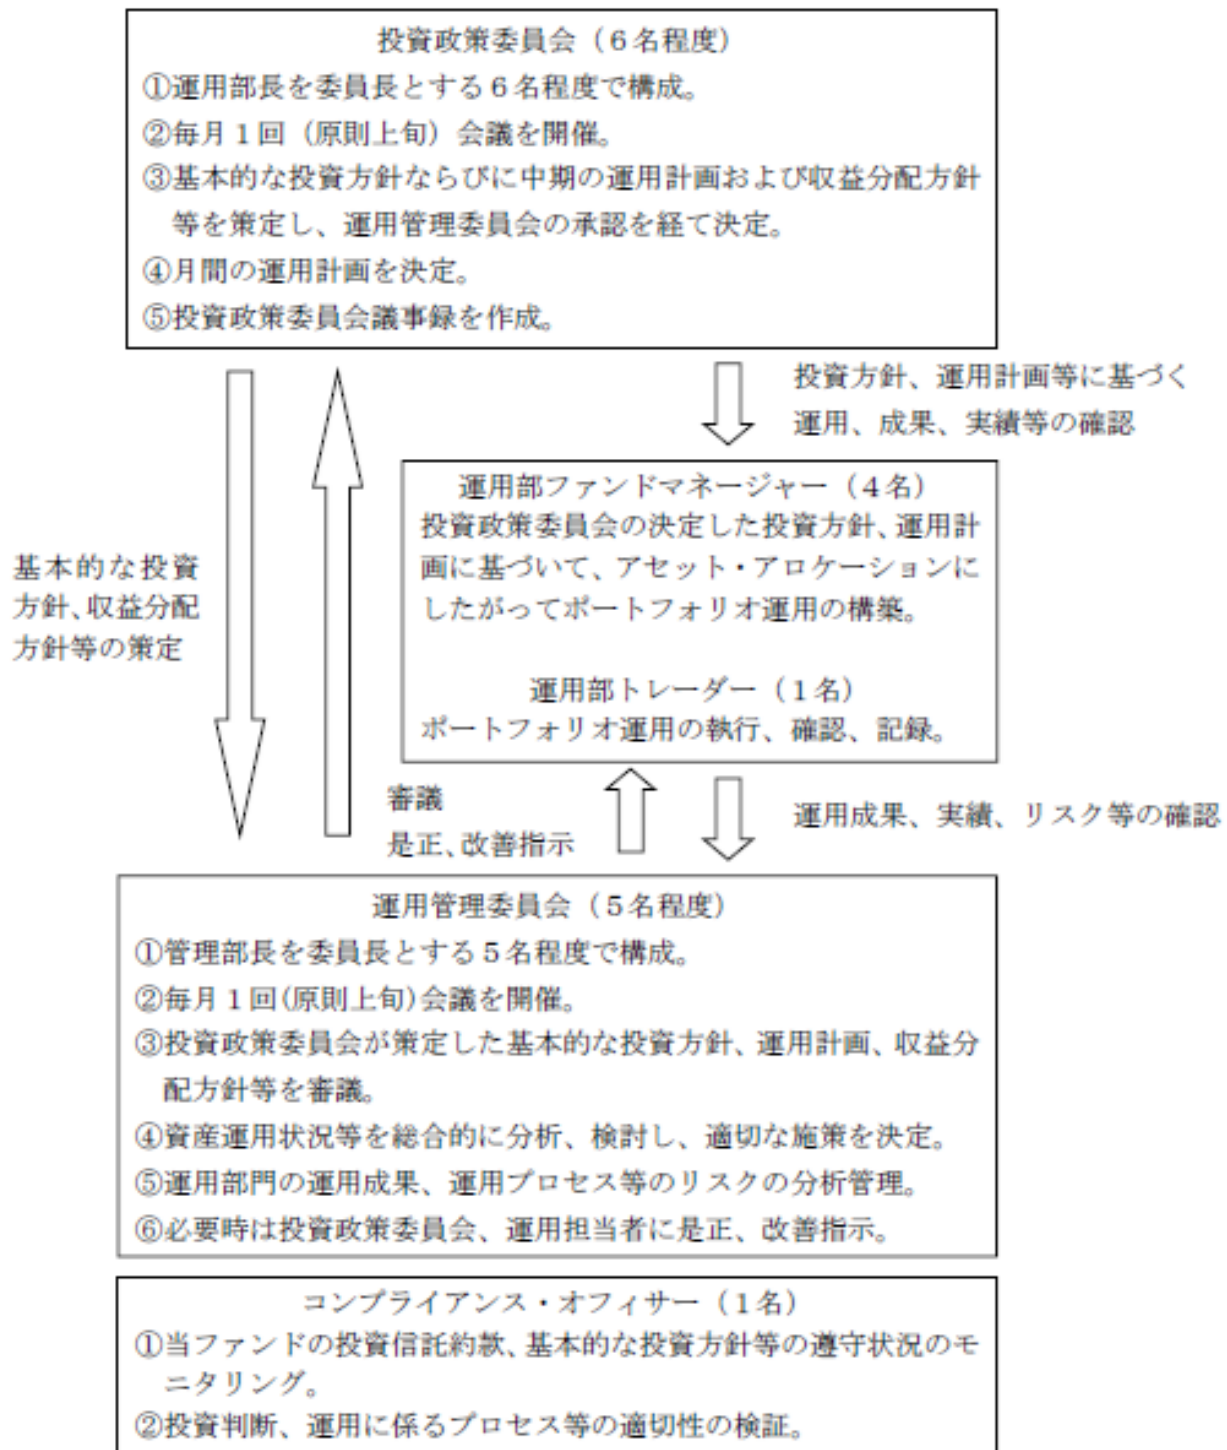 投資政策委員会（６名程度）
①運用部長を委員長とする６名程度で構成。
②毎月１回（原則上旬）会議を開催。
③基本的な投資方針ならびに中期の運用計画および収益分配方針
等を策定し、運用管理委員会の承認を経て決定。
④月間の運用計画を決定。
⑤投資政策委員会議事録を作成。
投資方針、運用計画等に基づく
運用、成果、実績等の確認
運用部ファンドマネージャー（４名）
投資政策委員会の決定した投資方針、運用計
画に基づいて、アセット・アロケーションに
したがってポートフォリオ運用の構築。
基本的な投資
方針、収益分配
方針等の策定
運用部トレーダー（１名）
ポートフォリオ運用の執行、確認、記録。
審議
是正、改善指示
運用成果、実績、リスク等の確認
運用管理委員会（５名程度）
①管理部長を委員長とする５名程度で構成。
②毎月１回(原則上旬)会議を開催。
③投資政策委員会が策定した基本的な投資方針、運用計画、収益分
配方針等を審議。
④資産運用状況等を総合的に分析、検討し、適切な施策を決定。
⑤運用部門の運用成果、運用プロセス等のリスクの分析管理。
⑥必要時は投資政策委員会、運用担当者に是正、改善指示。
コンプライアンス・オフィサー（１名）
①当ファンドの投資信託約款、基本的な投資方針等の遵守状況のモ
ニタリング。
②投資判断、運用に係るプロセス等の適切性の検証。